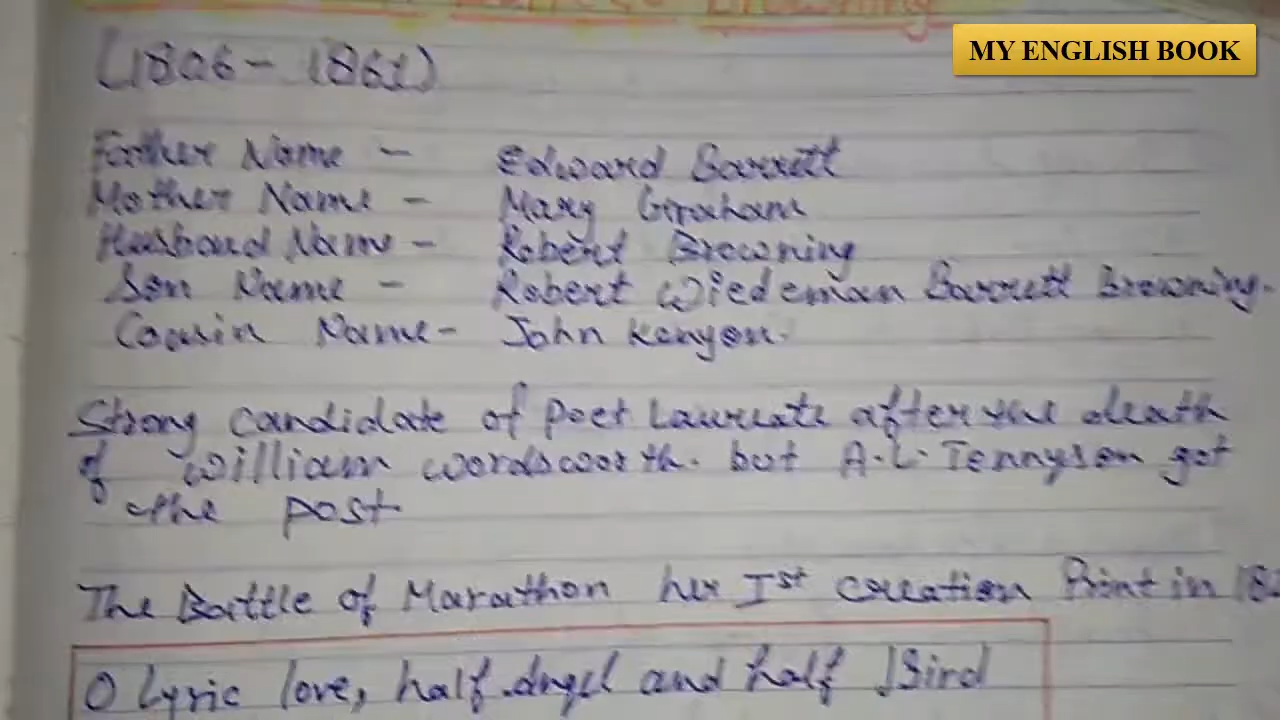 Browning
MY ENGLISH BOOK
(1806 - 1861)
Father Name - Edward Barrett
Mother Name - Mary Graham
Husband Name - Robert Browning
Son Name - Robert Wiedeman Barrett Browning.
Cousin Name - John Kenyon.
Strong candidate of Poet Laureate after the death
of William Wordsworth. but A.L. Tennyson got
the post
The Battle of Marathon her Ist creation Print in 182
O Lyric love, half Angel and half Bird